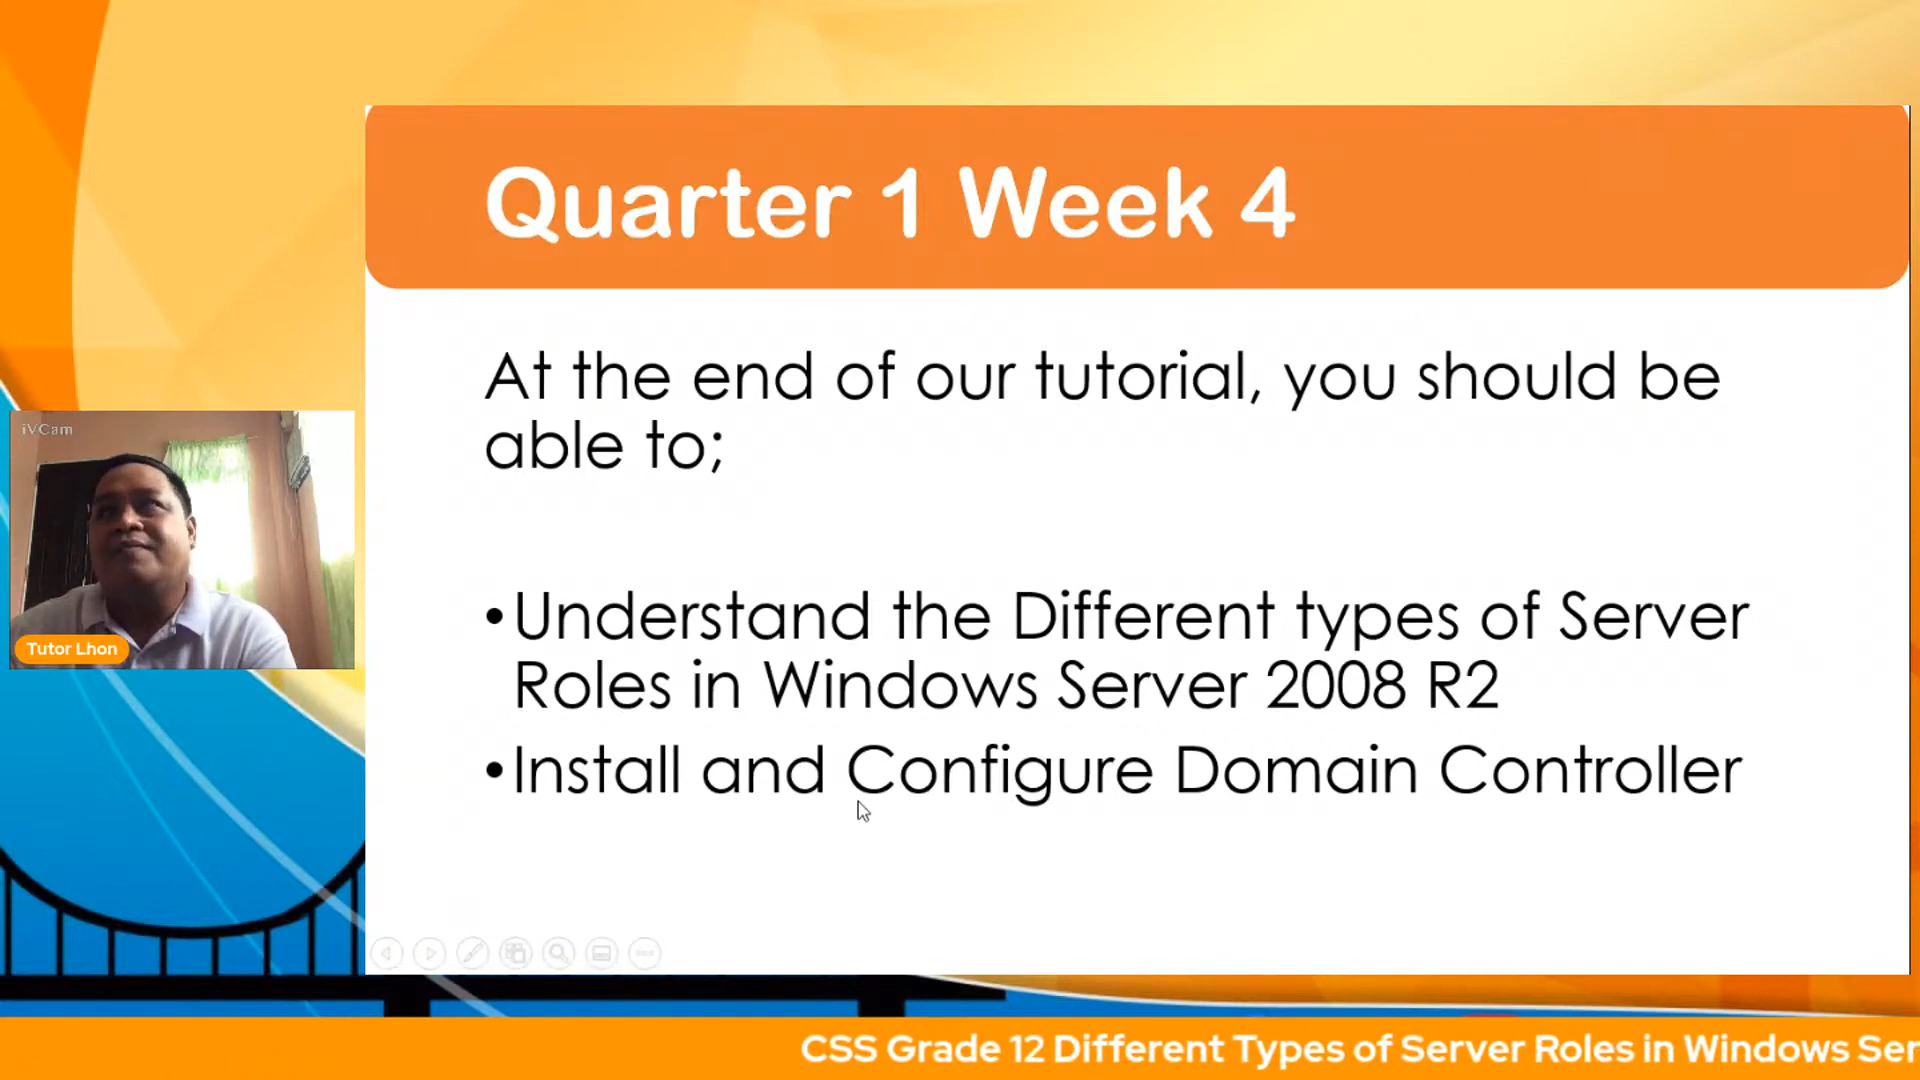 Quarter 1 Week 4
At the end of our tutorial, you should be
able to;
iVCam
Tutor Lhon
•Understand the Different types of Server
Roles in Windows Server 2008 R2
•Install and Configure Domain Controller
CSS Grade 12 Different Types of Server Roles in Windows Ser